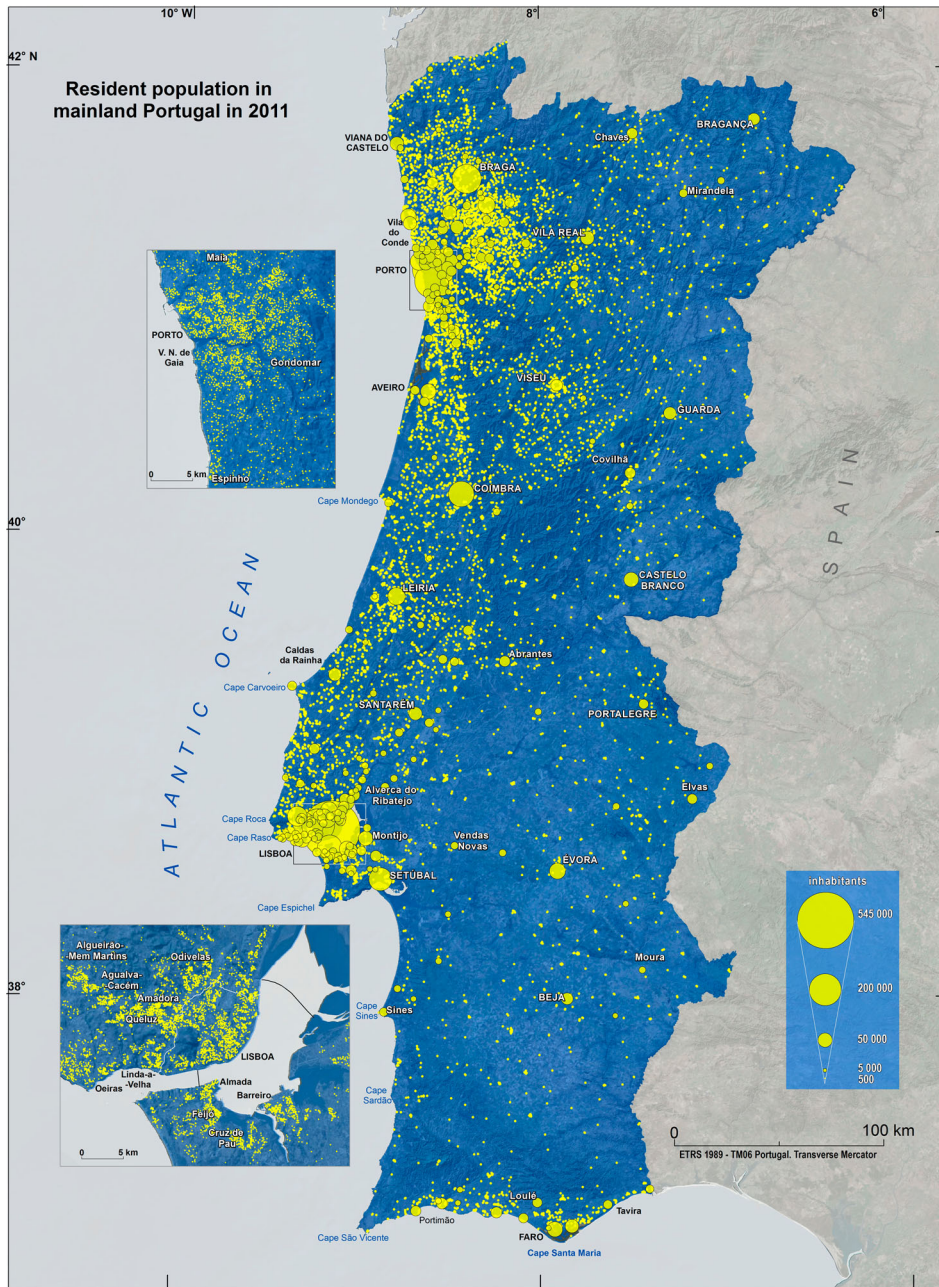 10° W
8°
6°
42° N
Resident population in
mainland Portugal in 2011
BRAGANÇA
Chaves
VIANA DO
CASTELO
BRAGA
Mirandela
Vila
do
Conde
VILA REAL
PORTO
Maia
PORTO
V. N. de
Gaia
Gondomar
0 5 km
Espinho
AVEIRO
VISEU
GUARDA
Covilhã
SPAIN
COIMBRA
Cape Mondego
40°
CASTELO
BRANCO
LEIRIA
ATLANTIC OCEAN
Caldas
da Rainha
Abrantes
Cape Carvoeiro
SANTARÉM
PORTALEGRE
Elvas
Alverca do
Ribatejo
Cape Roca
Cape Raso
Montijo
Vendas
Novas
LISBOA
ÉVORA
SETÚBAL
Cape Espichel
inhabitants
545 000
200 000
50 000
5 000
500
Algueirão-
Mem Martins
Odivelas
Agualva-
Cacém
Amadora
Queluz
LISBOA
Linda-a-
-Velha
Oeiras
Almada
Barreiro
Feijó
Cruz de
Pau
0 5 km
Moura
38°
BEJA
Cape
Sines
Sines
Cape
Sardão
0 100 km
ETRS 1989 - TM06 Portugal. Transverse Mercator
Loulé
Tavira
Portimão
Cape São Vicente
FARO
Cape Santa Maria
10°
8°
6°